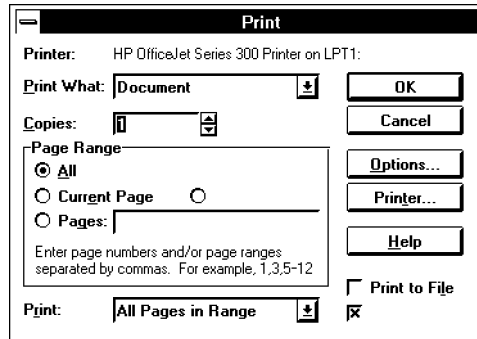 Print
Printer: HP OfficeJet Series 300 Printer on LPT1:
Print What: Document
OK
Copies: 1
Cancel
Page Range
All
Options...
Current Page
Printer...
Pages:
Enter page numbers and/or page ranges
separated by commas. For example, 1,3,5-12
Help
Print to File
Print: All Pages in Range